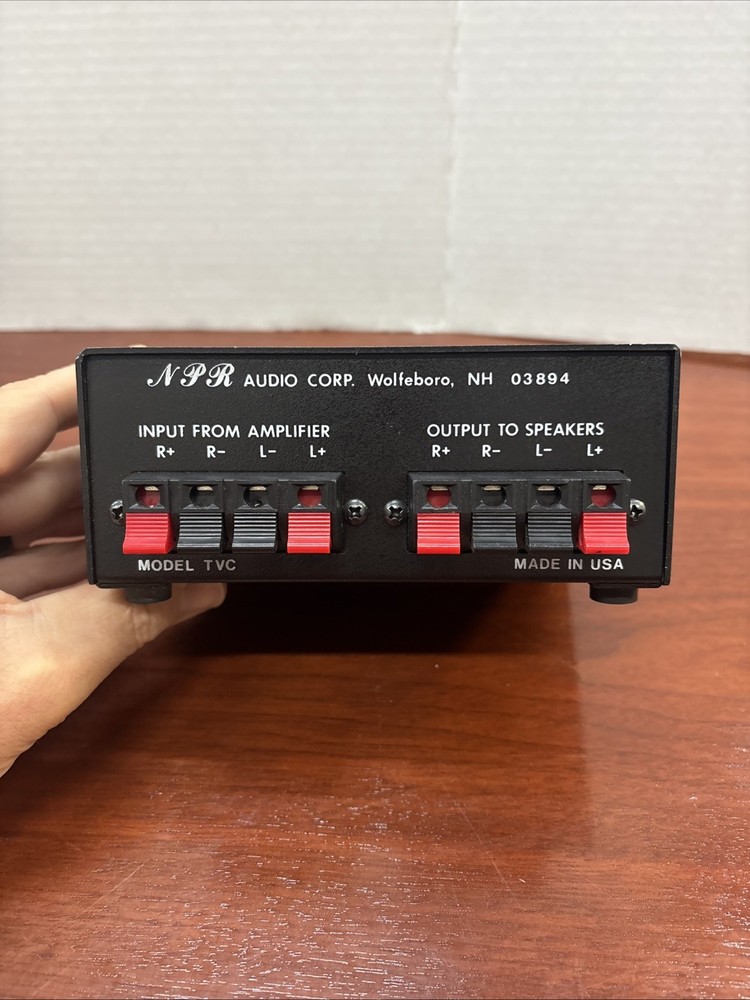 NPR AUDIO CORP. Wolfeboro, NH 03894
INPUT FROM AMPLIFIER
R+ R- L- L+
OUTPUT TO SPEAKERS
R+ R- L- L+
MODEL TVC
MADE IN USA